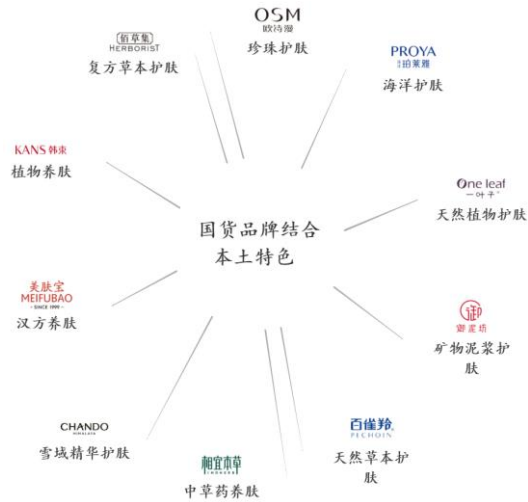 OSM
欧诗漫
珍珠护肤
佰草集
HERBORIST
复方草本护肤
PROYA
珀莱雅
海洋护肤
KANS 韩束
植物养肤
One leaf
一叶子
天然植物护肤
国货品牌结合
本土特色
美肤宝
MEIFUBAO
SINCE 1999
汉方养肤
御
御泥坊
矿物泥浆护
肤
CHANDO
HIMALAYA
雪域精华护肤
相宜本草
INOHERB
中草药养肤
百雀羚
PECHOIN
天然草本护
肤